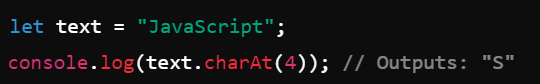 let text = "JavaScript";
console.log(text.charAt(4)); // Outputs: "S"